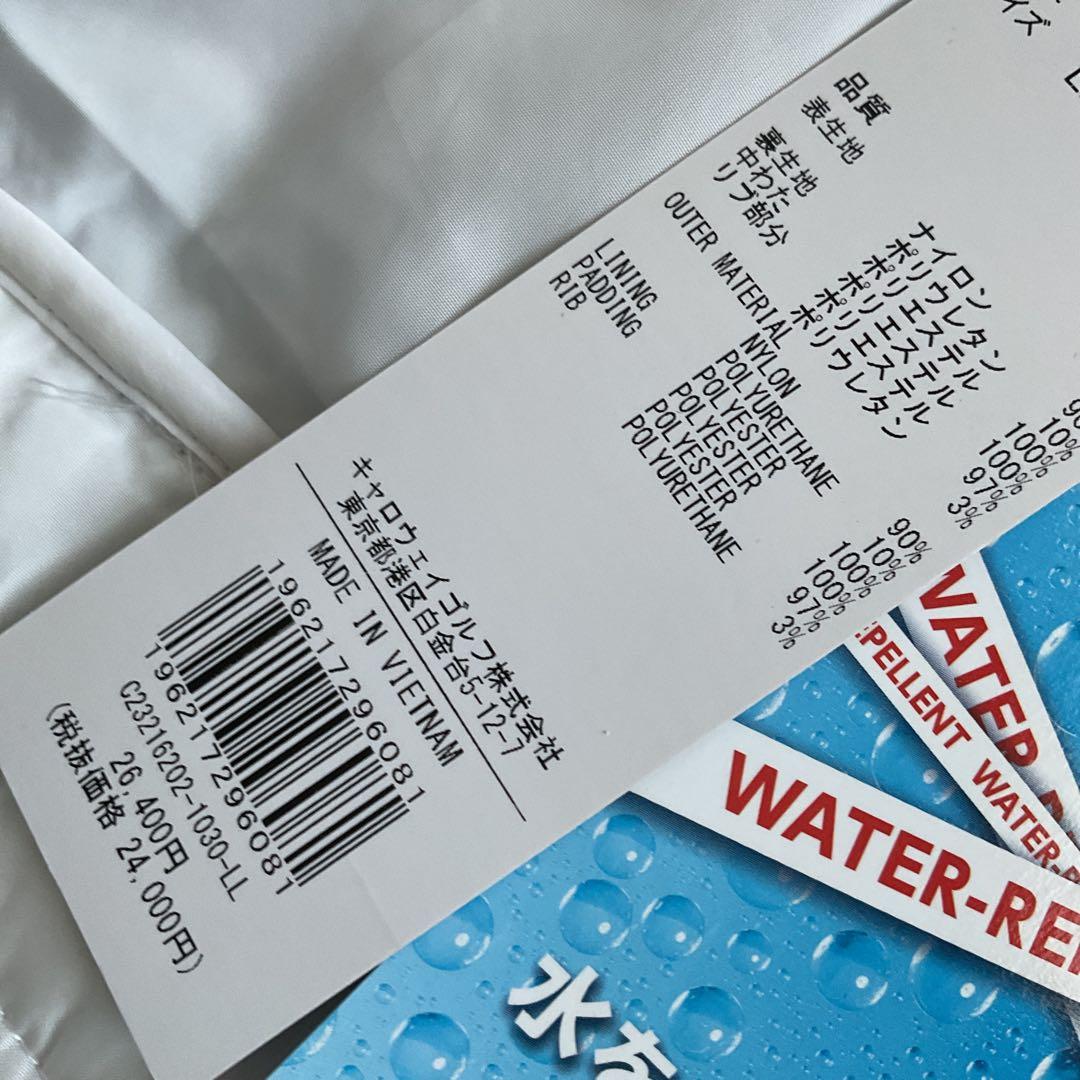 イズ
L
品質
表生地
ナイロン 90
ポリウレタン 10%
裏生地
ポリエステル 100%
中わた
ポリエステル 100%
リブ部分
ポリエステル 97%
ポリウレタン 3%
OUTER MATERIAL
NYLON 90%
POLYURETHANE 10%
LINING
POLYESTER 100%
PADDING
POLYESTER 100%
RIB
POLYESTER 97%
POLYURETHANE 3%
キャロウェイゴルフ株式会社
東京都港区白金台5-12-7
MADE IN VIETNAM
196217296081
196217296081
C23216202-1030-LL
26,400円
(税抜価格 24,000円)
WATER
EPELLENT WATER-R
WATER-RE
水を